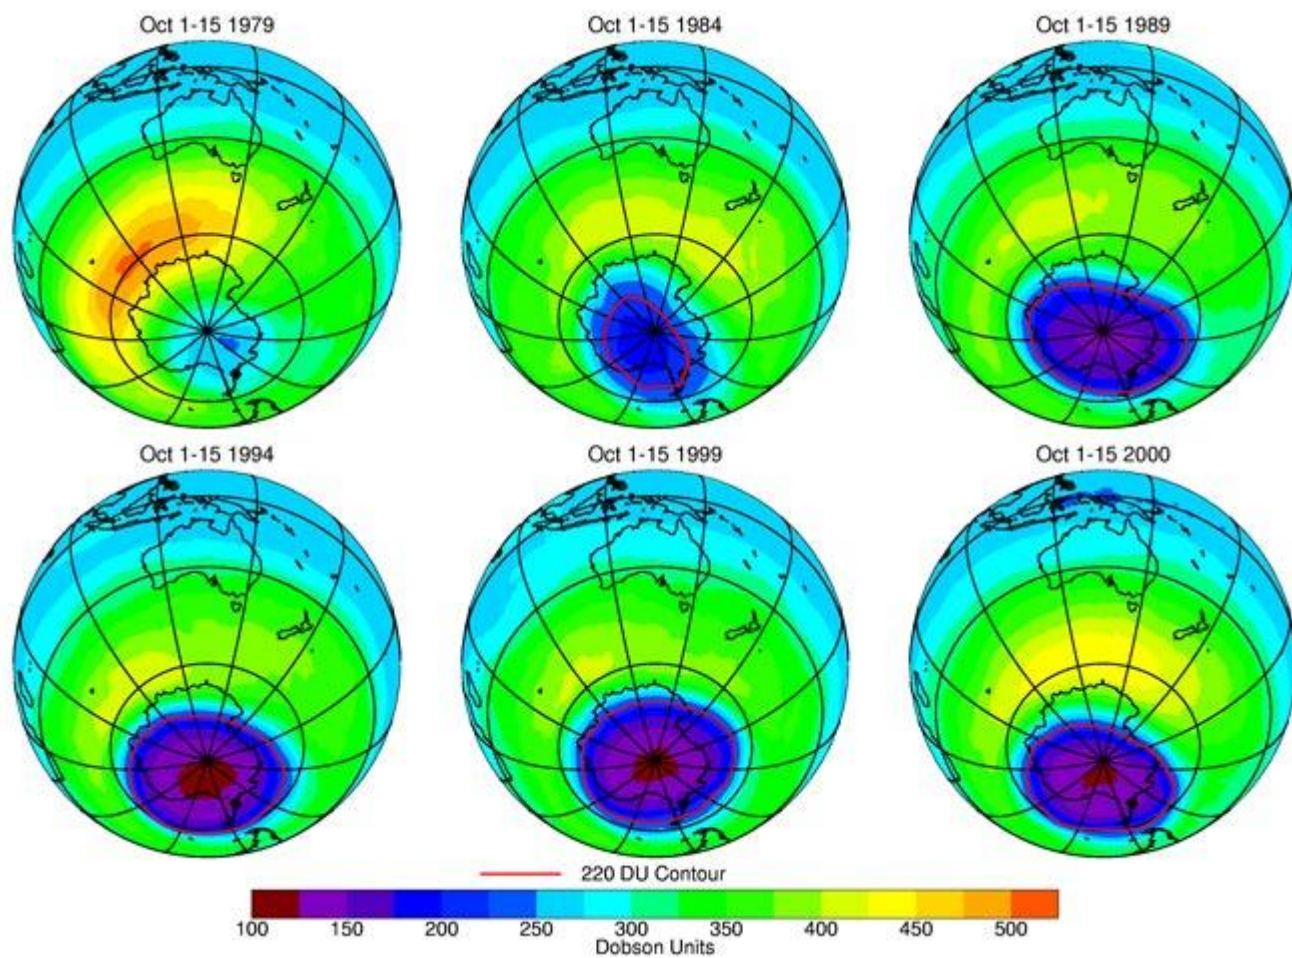 Oct 1-15 1979 Oct 1-15 1984 Oct 1-15 1989
Oct 1-15 1994 Oct 1-15 1999 Oct 1-15 2000
220 DU Contour
100 150 200 250 300 350 400 450 500
Dobson Units